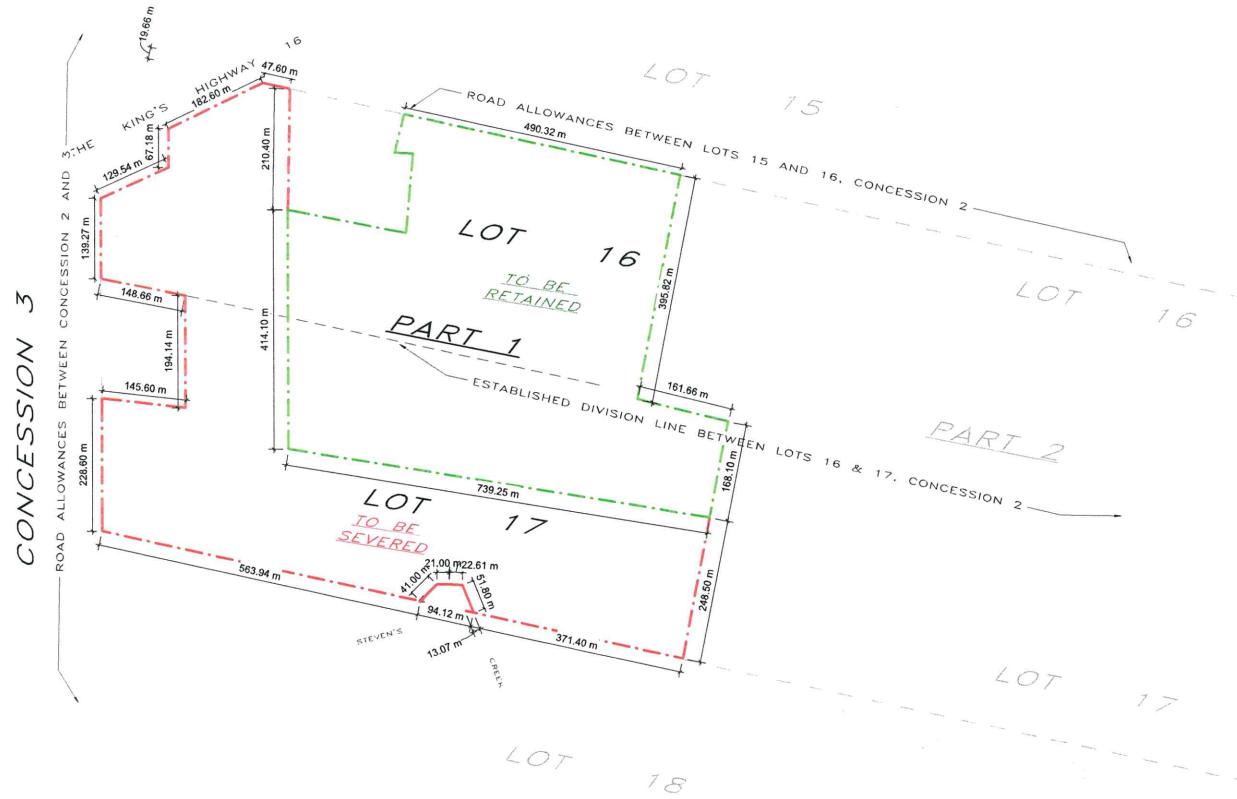 19.66 m
16
47.60 m
THE KING'S HIGHWAY
182.60 m
67.18 m
129.54 m
139.27 m
148.66 m
194.14 m
145.60 m
228.60 m
210.40 m
414.10 m
CONCESSION 3
ROAD ALLOWANCES BETWEEN CONCESSION 2 AND 3
LOT 15
ROAD ALLOWANCES BETWEEN LOTS 15 AND 16, CONCESSION 2
490.32 m
LOT 16
TO BE
RETAINED
395.82 m
LOT 16
PART 1
161.66 m
ESTABLISHED DIVISION LINE BETWEEN LOTS 16 & 17, CONCESSION 2
PART 2
168.10 m
739.25 m
LOT 17
TO BE
SEVERED
563.94 m
41.00 m
21.00 m
22.61 m
51.80 m
94.12 m
13.07 m
371.40 m
248.50 m
STEVEN'S
CREEK
LOT 17
LOT 18